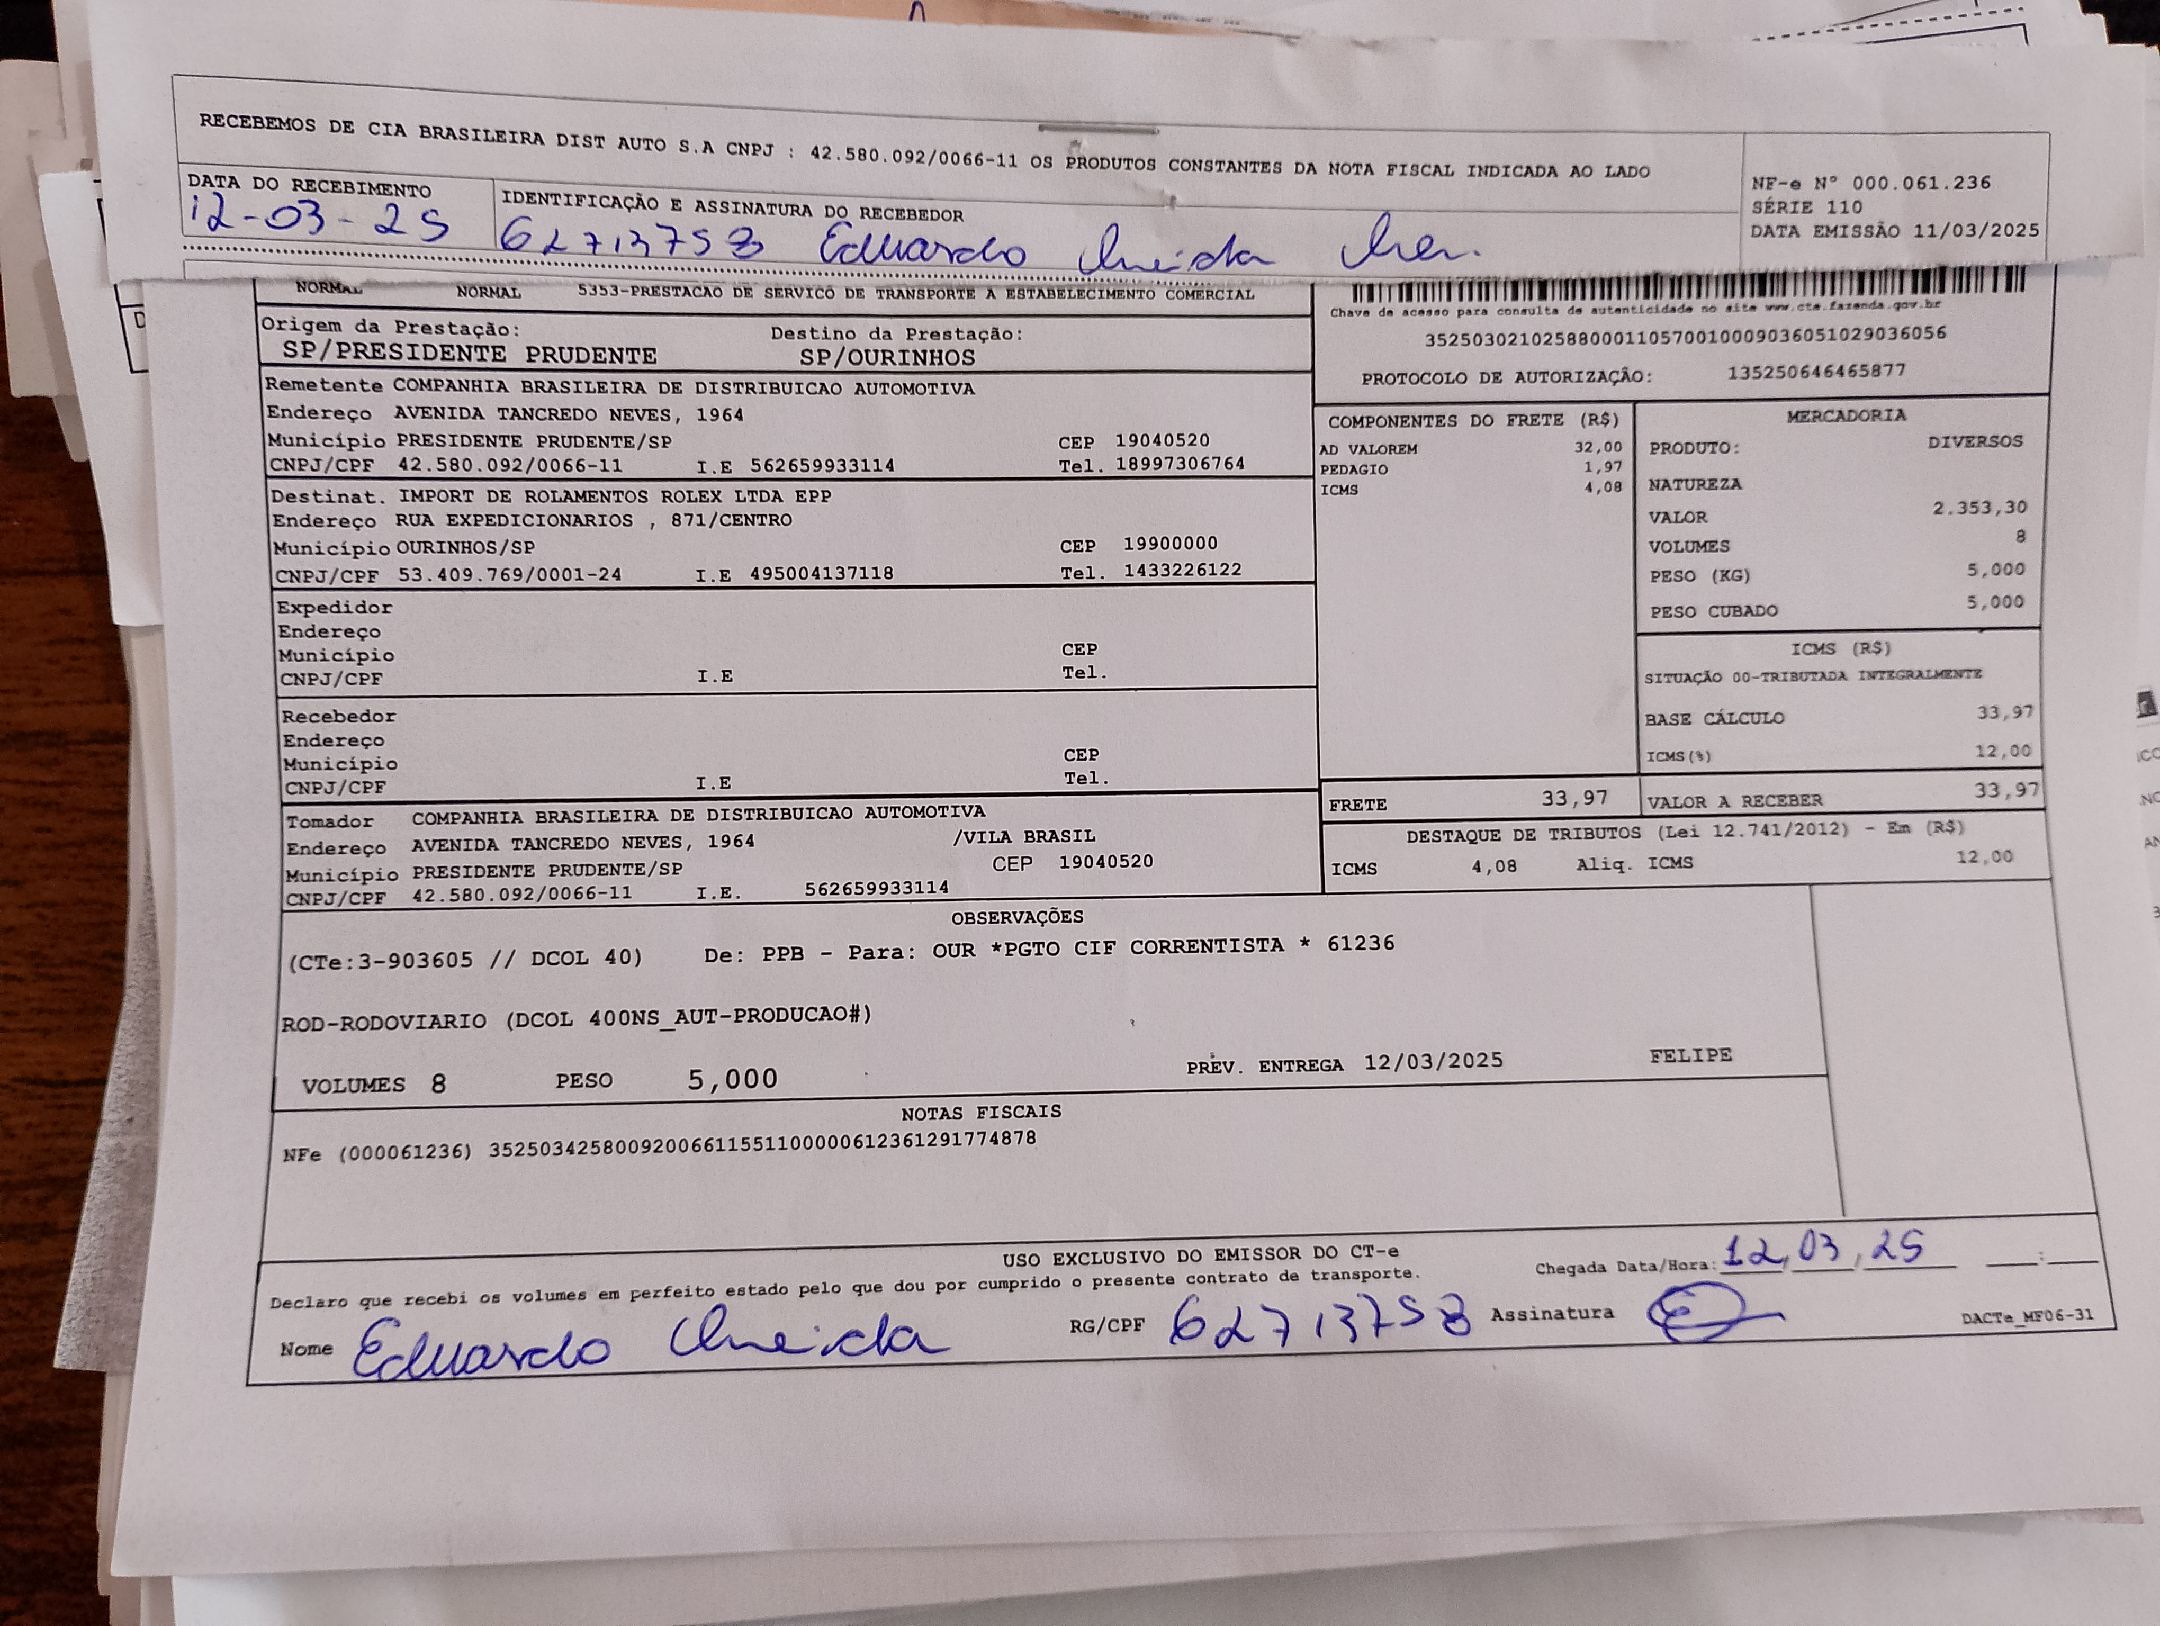 RECEBEMOS DE CIA BRASILEIRA DIST AUTO S.A CNPJ : 42.580.092/0066-11 OS PRODUTOS CONSTANTES DA NOTA FISCAL INDICADA AO LADO
DATA DO RECEBIMENTO
12-03-25
IDENTIFICAÇÃO E ASSINATURA DO RECEBEDOR
62713758 Eduardo
NF-e Nº 000.061.236
SÉRIE 110
DATA EMISSÃO 11/03/2025
NORMAL NORMAL 5353-PRESTACAO DE SERVICO DE TRANSPORTE A ESTABELECIMENTO COMERCIAL
Chave de acesso para consulta de autenticidade no site www.cte.fazenda.gov.br
35250302102588000110570010009036051029036056
PROTOCOLO DE AUTORIZAÇÃO: 135250646465877
Origem da Prestação: Destino da Prestação:
SP/PRESIDENTE PRUDENTE SP/OURINHOS
Remetente COMPANHIA BRASILEIRA DE DISTRIBUICAO AUTOMOTIVA
Endereço AVENIDA TANCREDO NEVES, 1964
Município PRESIDENTE PRUDENTE/SP CEP 19040520
CNPJ/CPF 42.580.092/0066-11 I.E 562659933114 Tel. 18997306764
Destinat. IMPORT DE ROLAMENTOS ROLEX LTDA EPP
Endereço RUA EXPEDICIONARIOS , 871/CENTRO
Município OURINHOS/SP CEP 19900000
CNPJ/CPF 53.409.769/0001-24 I.E 495004137118 Tel. 1433226122
Expedidor
Endereço
Município CEP
CNPJ/CPF I.E Tel.
Recebedor
Endereço
Município CEP
CNPJ/CPF I.E Tel.
Tomador COMPANHIA BRASILEIRA DE DISTRIBUICAO AUTOMOTIVA
Endereço AVENIDA TANCREDO NEVES, 1964 /VILA BRASIL
Município PRESIDENTE PRUDENTE/SP CEP 19040520
CNPJ/CPF 42.580.092/0066-11 I.E. 562659933114
COMPONENTES DO FRETE (R$)
AD VALOREM 32,00
PEDAGIO 1,97
ICMS 4,08
MERCADORIA
PRODUTO: DIVERSOS
NATUREZA
VALOR 2.353,30
VOLUMES 8
PESO (KG) 5,000
PESO CUBADO 5,000
ICMS (R$)
SITUAÇÃO 00-TRIBUTADA INTEGRALMENTE
BASE CÁLCULO 33,97
ICMS(%) 12,00
FRETE 33,97 VALOR A RECEBER 33,97
DESTAQUE DE TRIBUTOS (Lei 12.741/2012) - Em (R$)
ICMS 4,08 Aliq. ICMS 12,00
OBSERVAÇÕES
(CTe:3-903605 // DCOL 40) De: PPB - Para: OUR *PGTO CIF CORRENTISTA * 61236
ROD-RODOVIARIO (DCOL 400NS_AUT-PRODUCAO#)
VOLUMES 8 PESO 5,000 PREV. ENTREGA 12/03/2025 FELIPE
NOTAS FISCAIS
NFe (000061236) 35250342580092006611551100000612361291774878
USO EXCLUSIVO DO EMISSOR DO CT-e
Declaro que recebi os volumes em perfeito estado pelo que dou por cumprido o presente contrato de transporte.
Chegada Data/Hora: 12,03,25 ___:___
Nome Eduardo RG/CPF 62713758 Assinatura
DACTe_MF06-31